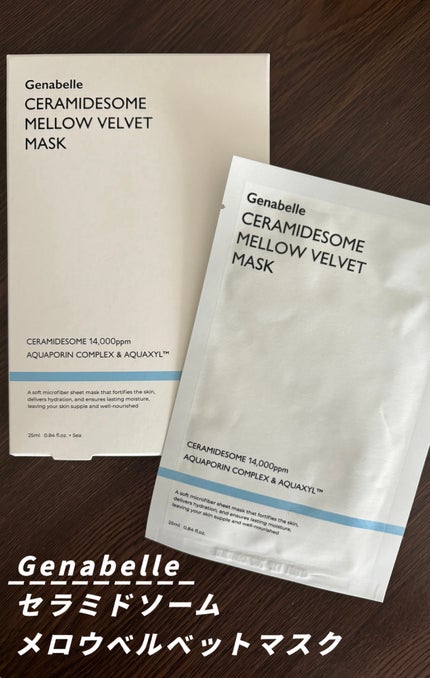 Genabelle
CERAMIDESOME
MELLOW VELVET
MASK
CERAMIDESOME 14,000ppm
AQUAPORIN COMPLEX & AQUAXYL™
A soft microfiber sheet mask that fortifies the skin,
delivers hydration, and ensures lasting moisture,
leaving your skin supple and well-nourished
25ml 0.84 fl.oz. × 5ea
Genabelle
CERAMIDESOME
MELLOW VELVET
MASK
CERAMIDESOME 14,000ppm
AQUAPORIN COMPLEX & AQUAXYL™
A soft microfiber sheet mask that fortifies the skin,
delivers hydration, and ensures lasting moisture,
leaving your skin supple and well-nourished
25ml 0.84 fl.oz.
Genabelle
セラミドソーム
メロウベルベットマスク